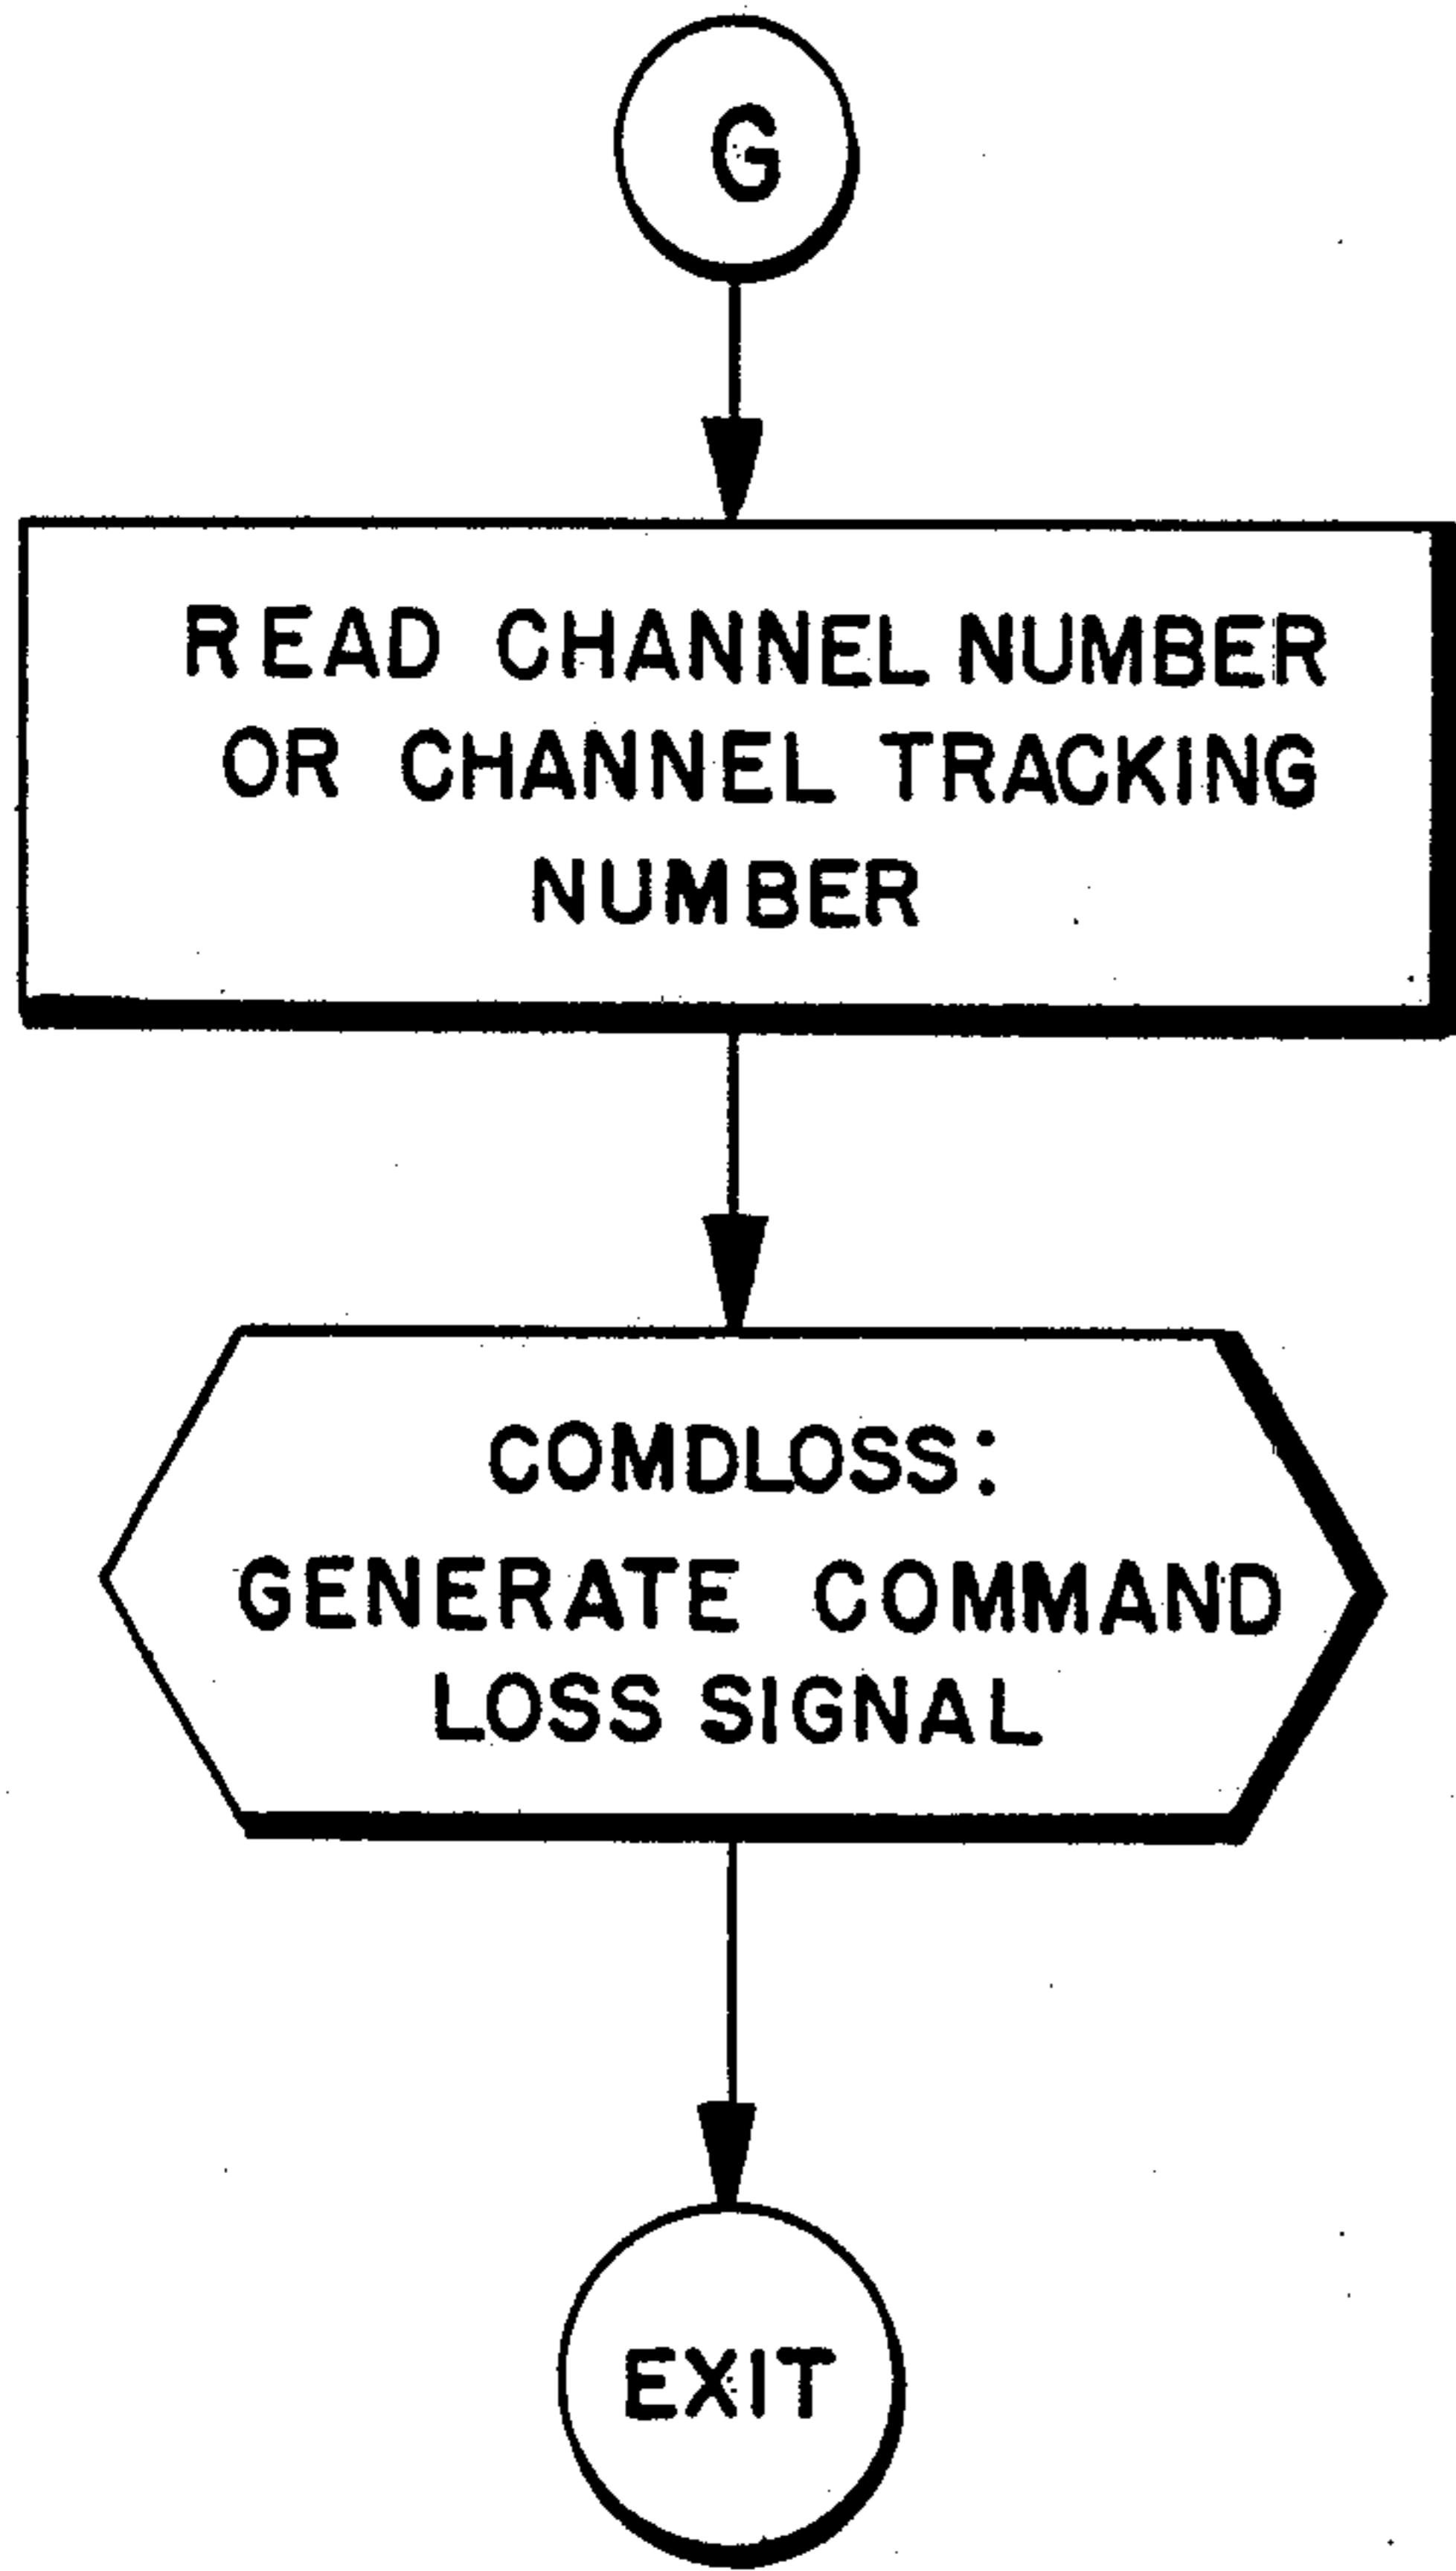 G
READ CHANNEL NUMBER
OR CHANNEL TRACKING
NUMBER
COMDLOSS:
GENERATE COMMAND
LOSS SIGNAL
EXIT